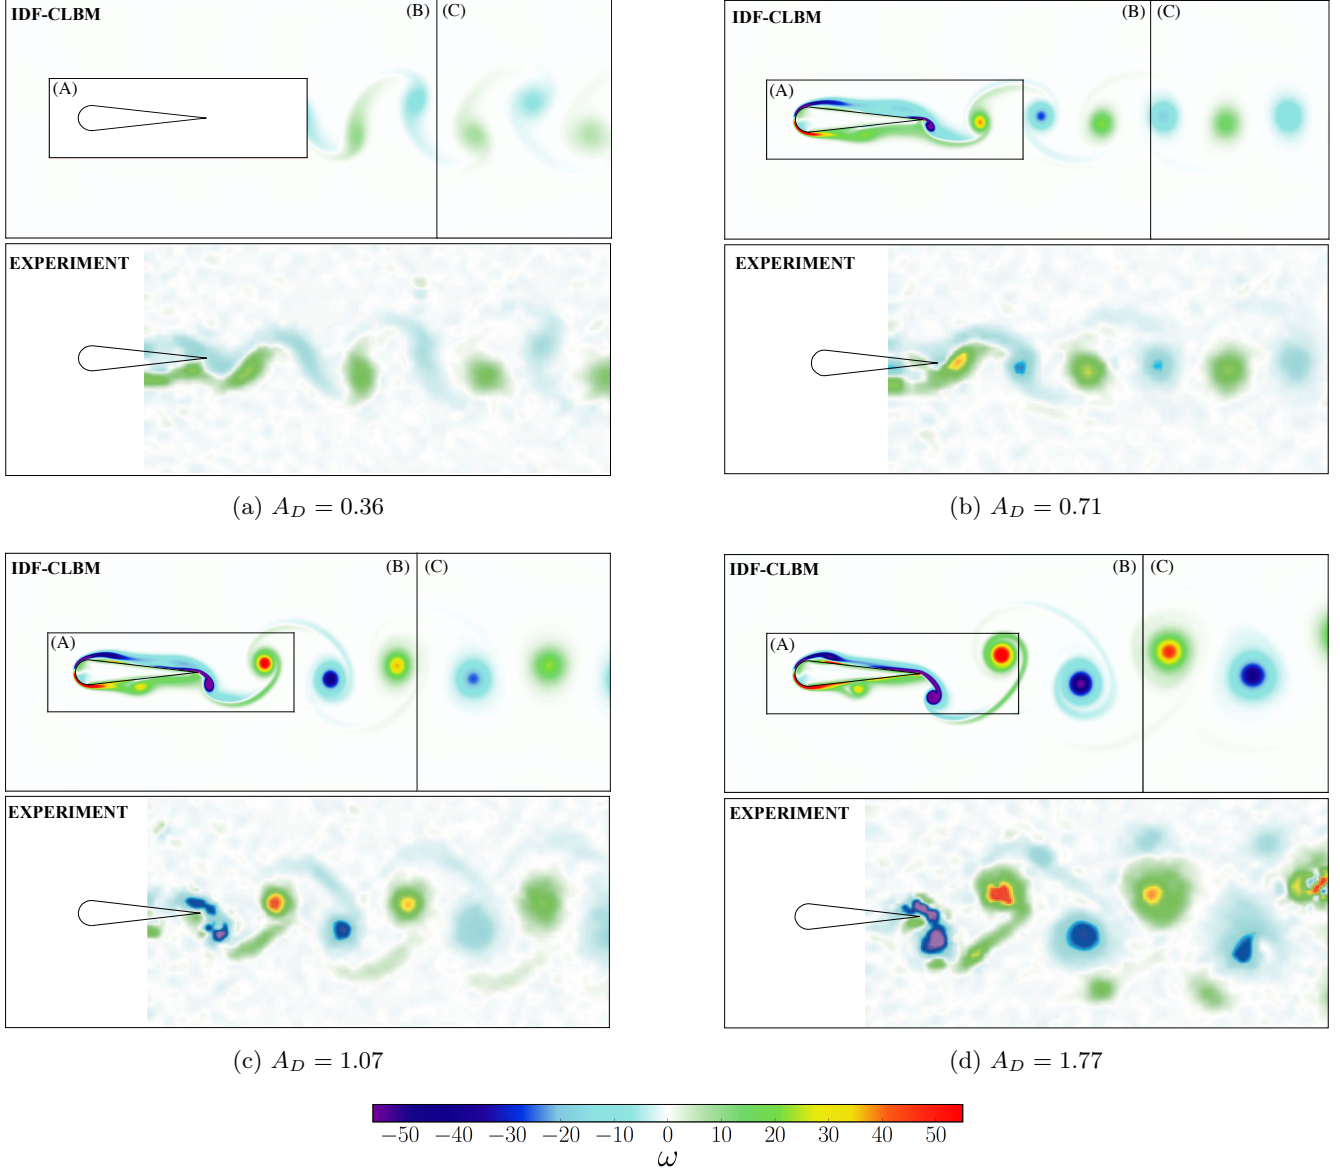 IDF-CLBM
(B)
(C)
(A)
EXPERIMENT
(a) A_D = 0.36
IDF-CLBM
(B)
(C)
(A)
EXPERIMENT
(b) A_D = 0.71
IDF-CLBM
(B)
(C)
(A)
EXPERIMENT
(c) A_D = 1.07
IDF-CLBM
(B)
(C)
(A)
EXPERIMENT
(d) A_D = 1.77
−50 −40 −30 −20 −10 0 10 20 30 40 50
ω